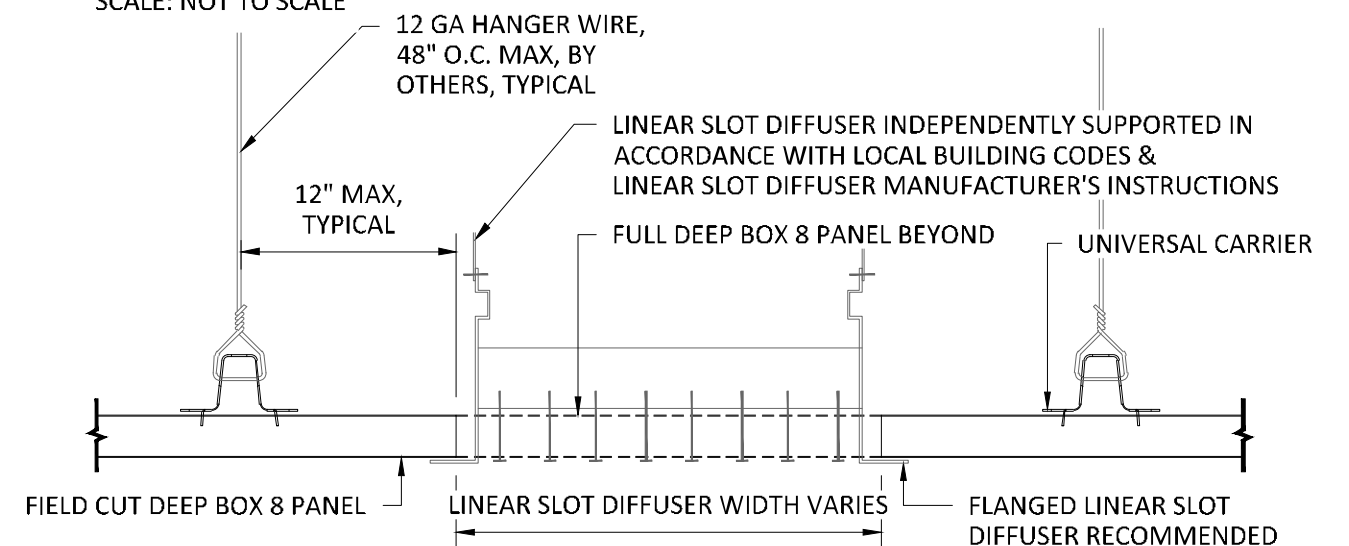 SCALE: NOT TO SCALE
12 GA HANGER WIRE,
48" O.C. MAX, BY
OTHERS, TYPICAL
LINEAR SLOT DIFFUSER INDEPENDENTLY SUPPORTED IN
ACCORDANCE WITH LOCAL BUILDING CODES &
LINEAR SLOT DIFFUSER MANUFACTURER'S INSTRUCTIONS
12" MAX,
TYPICAL
FULL DEEP BOX 8 PANEL BEYOND
UNIVERSAL CARRIER
FIELD CUT DEEP BOX 8 PANEL
LINEAR SLOT DIFFUSER WIDTH VARIES
FLANGED LINEAR SLOT
DIFFUSER RECOMMENDED